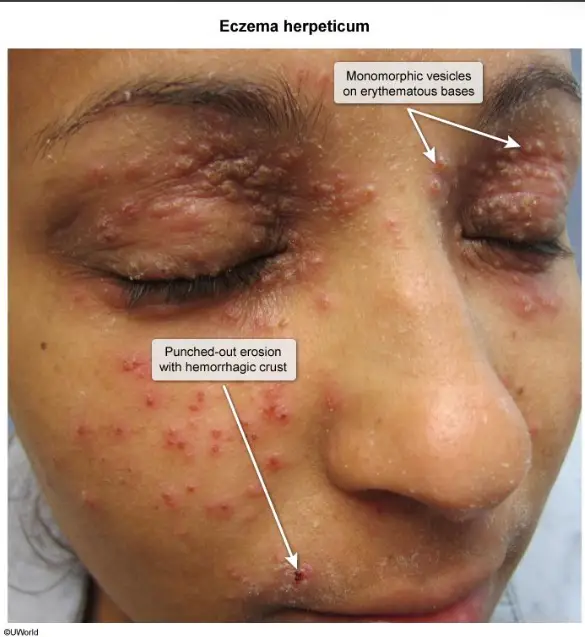 Eczema herpeticum
Monomorphic vesicles
on erythematous bases
Punched-out erosion
with hemorrhagic crust
©UWorld